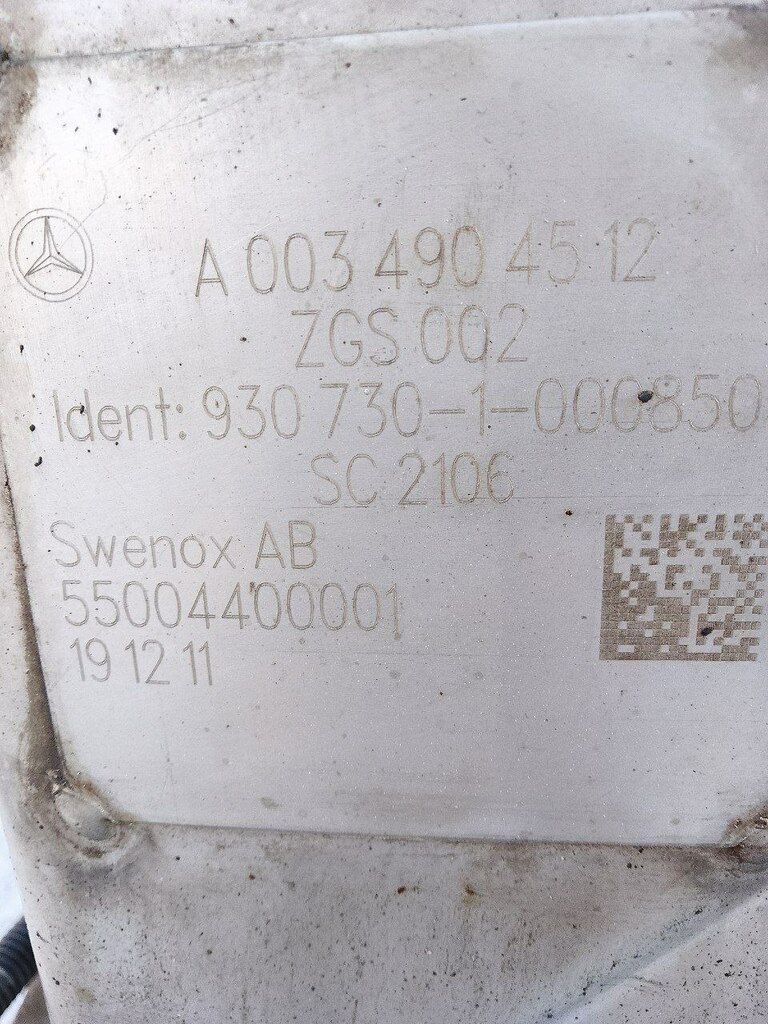 A 003 490 45 12
ZGS 002
Ident: 930 730-1-000850
SC 2106
Swenox AB
55004400001
19 12 11